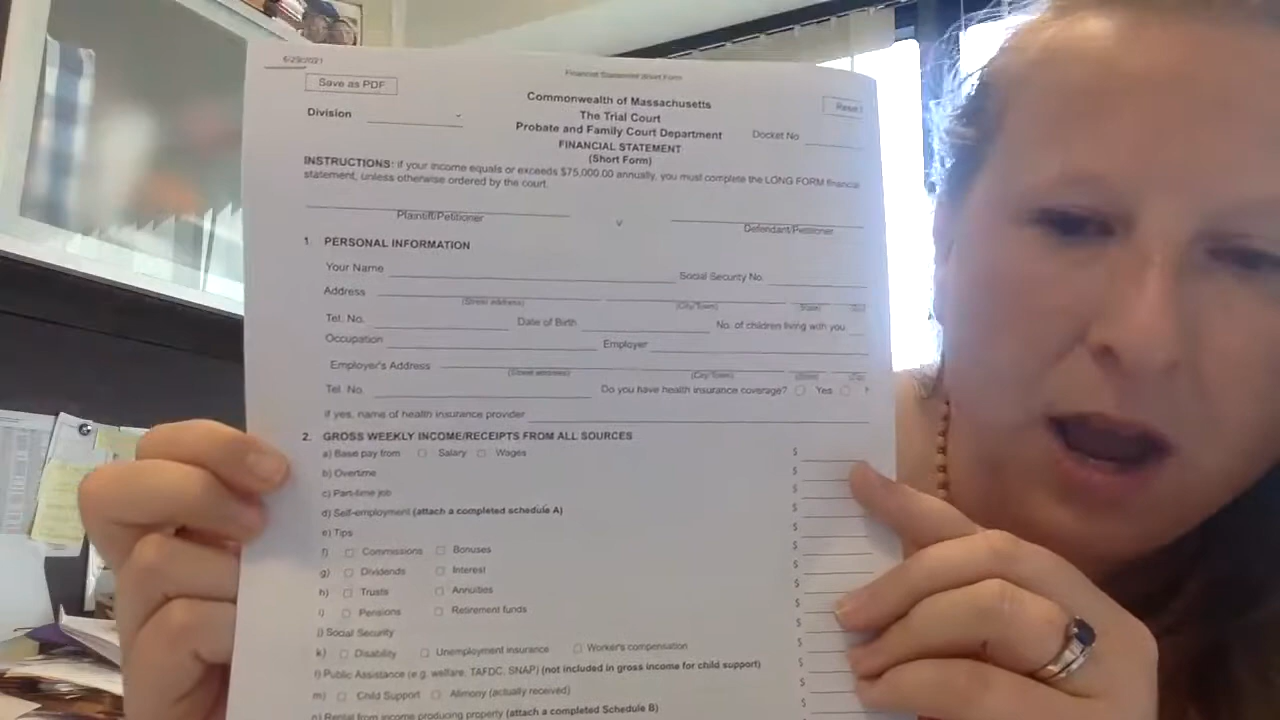 6/29/2021
Financial Statement Short Form
Save as PDF
Reset
Commonwealth of Massachusetts
Division
The Trial Court
Probate and Family Court Department
Docket No
FINANCIAL STATEMENT
(Short Form)
INSTRUCTIONS: if your income equals or exceeds $75,000.00 annually, you must complete the LONG FORM financial
statement, unless otherwise ordered by the court.
v
Plaintiff/Petitioner
Defendant/Petitioner
1. PERSONAL INFORMATION
Your Name
Social Security No.
Address
(Street address) (City/Town) (State) (Zip)
Tel. No. Date of Birth No. of children living with you
Occupation Employer
Employer's Address
(Street address) (City/Town) (State) (Zip)
Tel. No. Do you have health insurance coverage? Yes
If yes, name of health insurance provider
2. GROSS WEEKLY INCOME/RECEIPTS FROM ALL SOURCES
a) Base pay from Salary Wages $
b) Overtime $
c) Part-time job $
d) Self-employment (attach a completed schedule A) $
e) Tips $
f) Commissions Bonuses $
g) Dividends Interest $
h) Trusts Annuities $
i) Pensions Retirement funds $
j) Social Security $
k) Disability Unemployment insurance Worker's compensation $
l) Public Assistance (e.g. welfare, TAFDC, SNAP) (not included in gross income for child support) $
m) Child Support Alimony (actually received) $
n) Rental from income producing property (attach a completed Schedule B) $